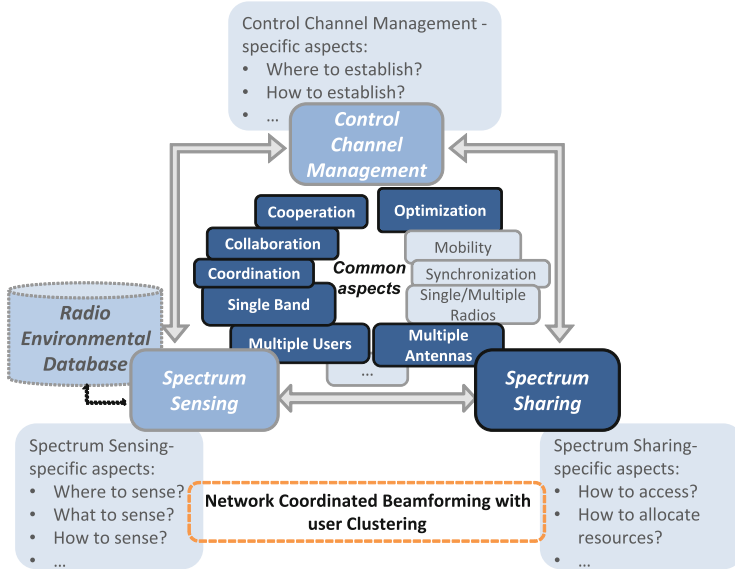 Control Channel Management -
specific aspects:
• Where to establish?
• How to establish?
• ...
Control
Channel
Management
Cooperation
Optimization
Collaboration
Mobility
Coordination
Common
aspects
Synchronization
Single Band
Single/Multiple
Radios
Multiple Users
Multiple
Antennas
...
Radio
Environmental
Database
Spectrum
Sensing
Spectrum
Sharing
Spectrum Sensing-
specific aspects:
• Where to sense?
• What to sense?
• How to sense?
• ...
Network Coordinated Beamforming with
user Clustering
Spectrum Sharing-
specific aspects:
• How to access?
• How to allocate
resources?
• ...